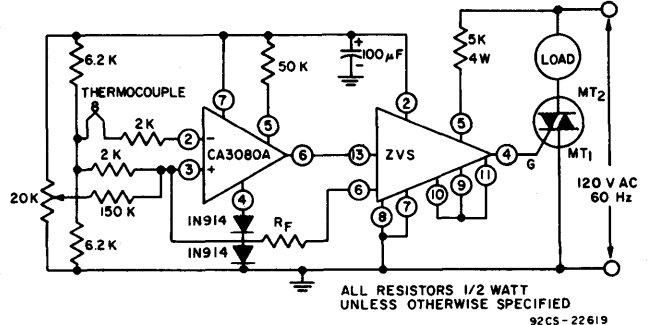 6.2 K
THERMOCOUPLE
2 K
2 K
20K
150 K
6.2 K
7
50 K
+
100 μF
-
5
2
-
3
+
CA3080A
6
4
IN914
IN914
RF
13
6
2
ZVS
5
8
7
10
9
11
4
G
5K
4W
LOAD
MT2
MT1
120 V AC
60 Hz
ALL RESISTORS 1/2 WATT
UNLESS OTHERWISE SPECIFIED
92CS-22619